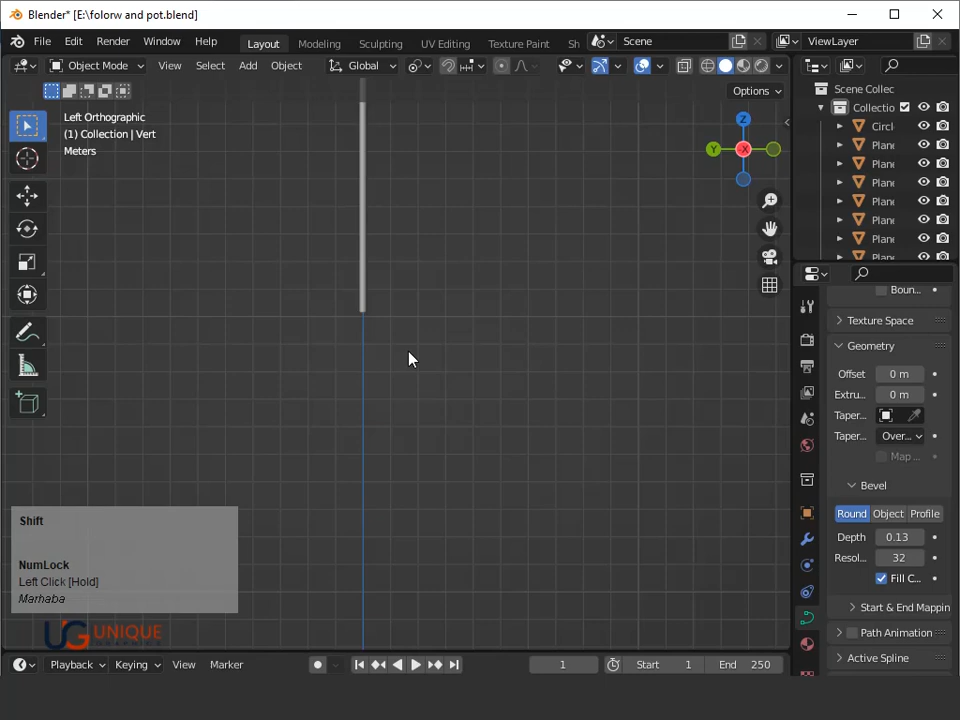 Blender* [E:\folorw and pot.blend]
File Edit Render Window Help Layout Modeling Sculpting UV Editing Texture Paint Sh Scene ViewLayer
Object Mode View Select Add Object Global
Options
Scene Collec
Collectio
Circl
Plane
Plane
Plane
Plane
Plane
Plane
Plane
Left Orthographic
(1) Collection | Vert
Meters
Z
Y
-X
Boun...
Texture Space
Geometry
Offset 0 m
Extru... 0 m
Taper...
Taper... Over...
Map ...
Bevel
Round Object Profile
Depth 0.13
Resol... 32
Fill C...
Start & End Mappin
Path Animation
Active Spline
Shift
NumLock
Left Click [Hold]
Marhaba
UG UNIQUE
Playback Keying View Marker 1 Start 1 End 250